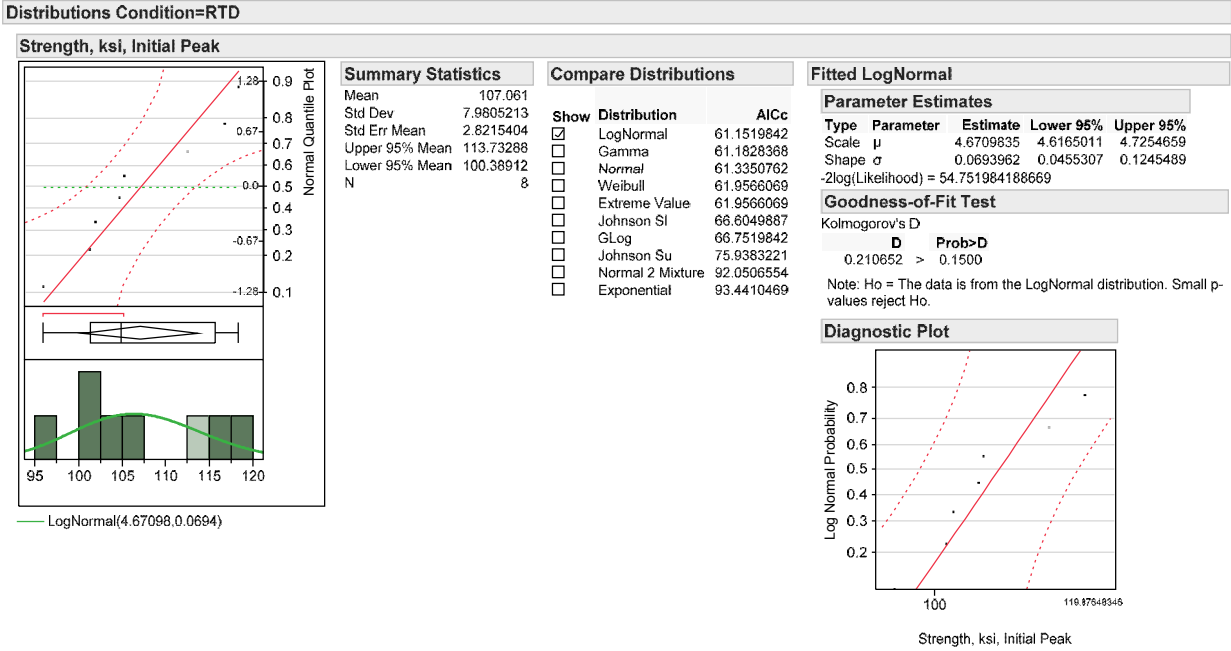 Distributions Condition=RTD
Strength, ksi, Initial Peak
1.28
0.67
0.0
-0.67
-1.28
0.9
0.8
0.7
0.6
0.5
0.4
0.3
0.2
0.1
Normal Quantile Plot
95 100 105 110 115 120
LogNormal(4.67098,0.0694)
Summary Statistics
Mean 107.061
Std Dev 7.9805213
Std Err Mean 2.8215404
Upper 95% Mean 113.73288
Lower 95% Mean 100.38912
N 8
Compare Distributions
Show Distribution AICc
LogNormal 61.1519842
Gamma 61.1828368
Normal 61.3350762
Weibull 61.9566069
Extreme Value 61.9566069
Johnson Sl 66.6049887
GLog 66.7519842
Johnson Su 75.9383221
Normal 2 Mixture 92.0506554
Exponential 93.4410469
Fitted LogNormal
Parameter Estimates
Type Parameter Estimate Lower 95% Upper 95%
Scale μ 4.6709835 4.6165011 4.7254659
Shape σ 0.0693962 0.0455307 0.1245489
-2log(Likelihood) = 54.751984188669
Goodness-of-Fit Test
Kolmogorov's D
D Prob>D
0.210652 > 0.1500
Note: Ho = The data is from the LogNormal distribution. Small p-
values reject Ho.
Diagnostic Plot
Log Normal Probability
0.8
0.7
0.6
0.5
0.4
0.3
0.2
100 119.87648346
Strength, ksi, Initial Peak